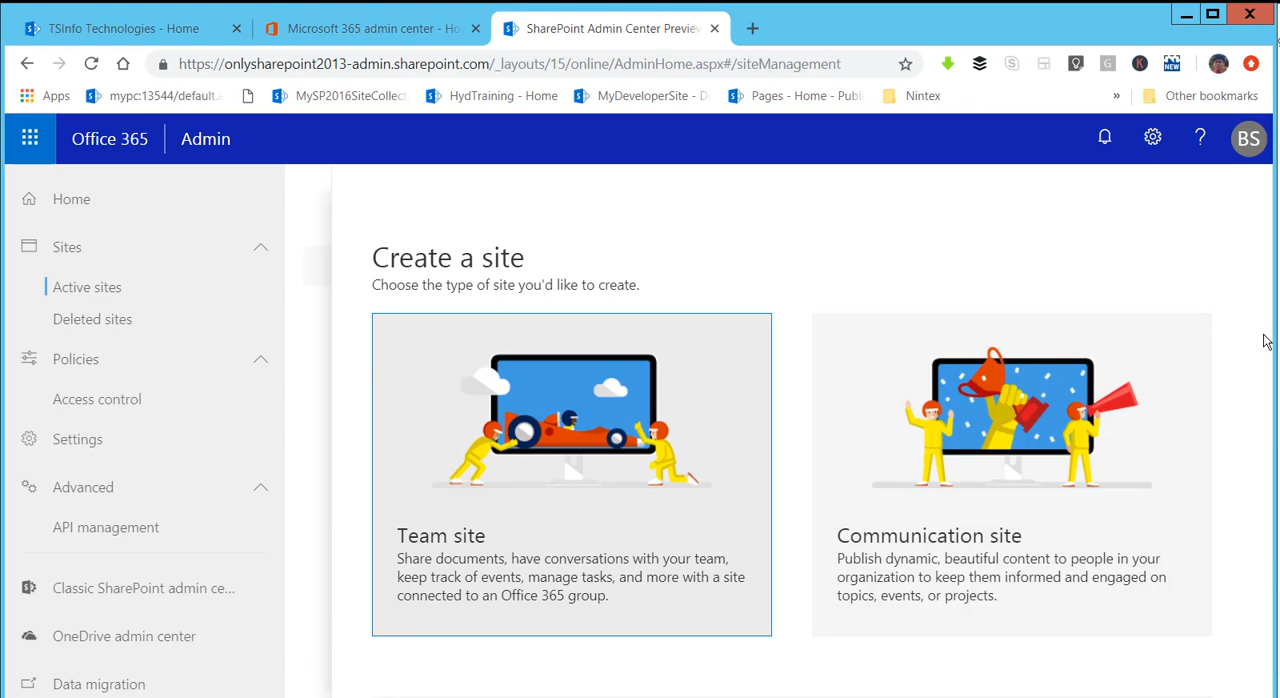 TSInfo Technologies - Home
Microsoft 365 admin center - Ho
SharePoint Admin Center Preview
https://onlysharepoint2013-admin.sharepoint.com/_layouts/15/online/AdminHome.aspx#/siteManagement
Apps
mypc:13544/default.
MySP2016SiteCollect
HydTraining - Home
MyDeveloperSite - D
Pages - Home - Publ
Nintex
»
Other bookmarks
Office 365
Admin
BS
Home
Sites
Active sites
Deleted sites
Policies
Access control
Settings
Advanced
API management
Classic SharePoint admin ce...
OneDrive admin center
Data migration
Create a site
Choose the type of site you'd like to create.
Team site
Share documents, have conversations with your team,
keep track of events, manage tasks, and more with a site
connected to an Office 365 group.
Communication site
Publish dynamic, beautiful content to people in your
organization to keep them informed and engaged on
topics, events, or projects.